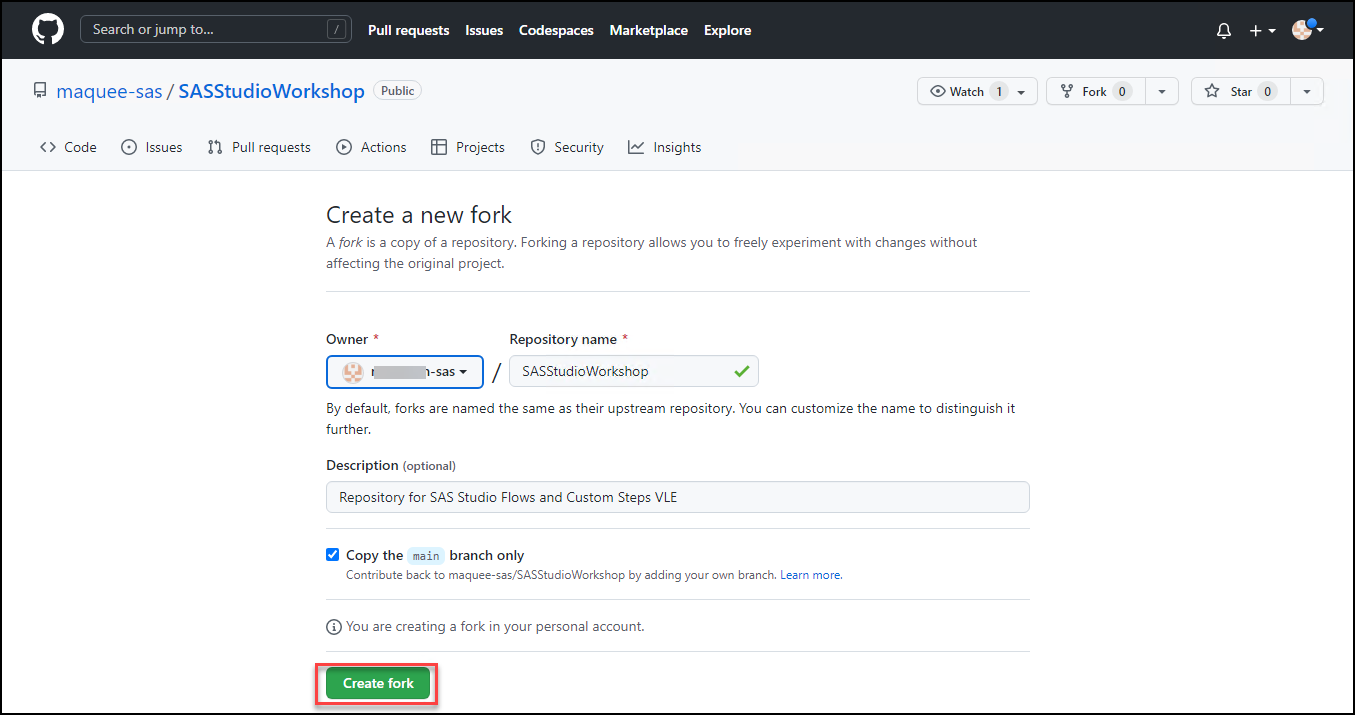 Search or jump to... /
Pull requests Issues Codespaces Marketplace Explore
maquee-sas / SASStudioWorkshop Public
Watch 1 Fork 0 Star 0
Code Issues Pull requests Actions Projects Security Insights
Create a new fork
A fork is a copy of a repository. Forking a repository allows you to freely experiment with changes without
affecting the original project.
Owner * Repository name *
-sas / SASStudioWorkshop
By default, forks are named the same as their upstream repository. You can customize the name to distinguish it
further.
Description (optional)
Repository for SAS Studio Flows and Custom Steps VLE
Copy the main branch only
Contribute back to maquee-sas/SASStudioWorkshop by adding your own branch. Learn more.
You are creating a fork in your personal account.
Create fork